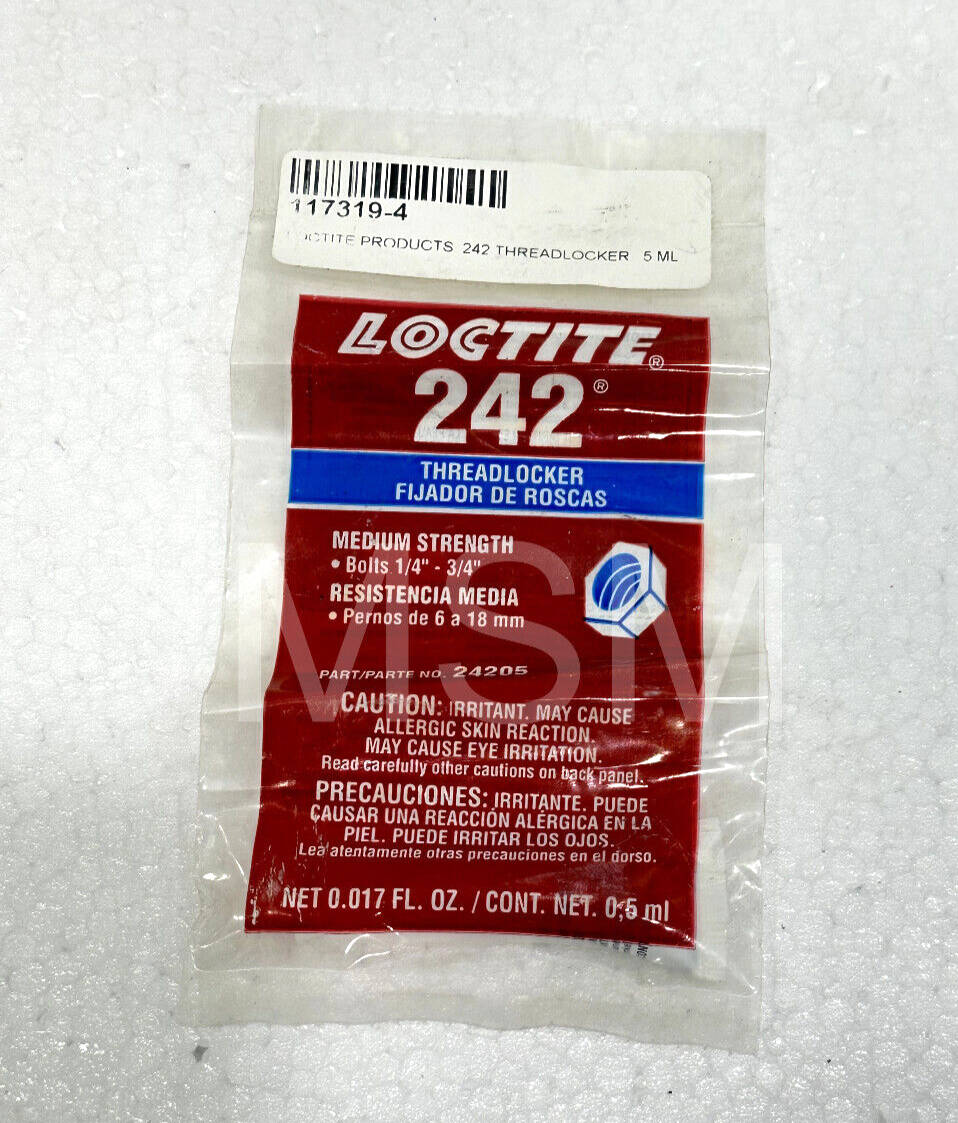 117319-4
LOCTITE PRODUCTS 242 THREADLOCKER 5 ML
LOCTITE®
242®
THREADLOCKER
FIJADOR DE ROSCAS
MEDIUM STRENGTH
• Bolts 1/4" - 3/4"
RESISTENCIA MEDIA
• Pernos de 6 a 18 mm
MSM
PART/PARTE NO. 24205
CAUTION: IRRITANT. MAY CAUSE
ALLERGIC SKIN REACTION.
MAY CAUSE EYE IRRITATION.
Read carefully other cautions on back panel.
PRECAUCIONES: IRRITANTE. PUEDE
CAUSAR UNA REACCIÓN ALÉRGICA EN LA
PIEL. PUEDE IRRITAR LOS OJOS.
Lea atentamente otras precauciones en el dorso.
NET 0.017 FL. OZ. / CONT. NET. 0,5 ml